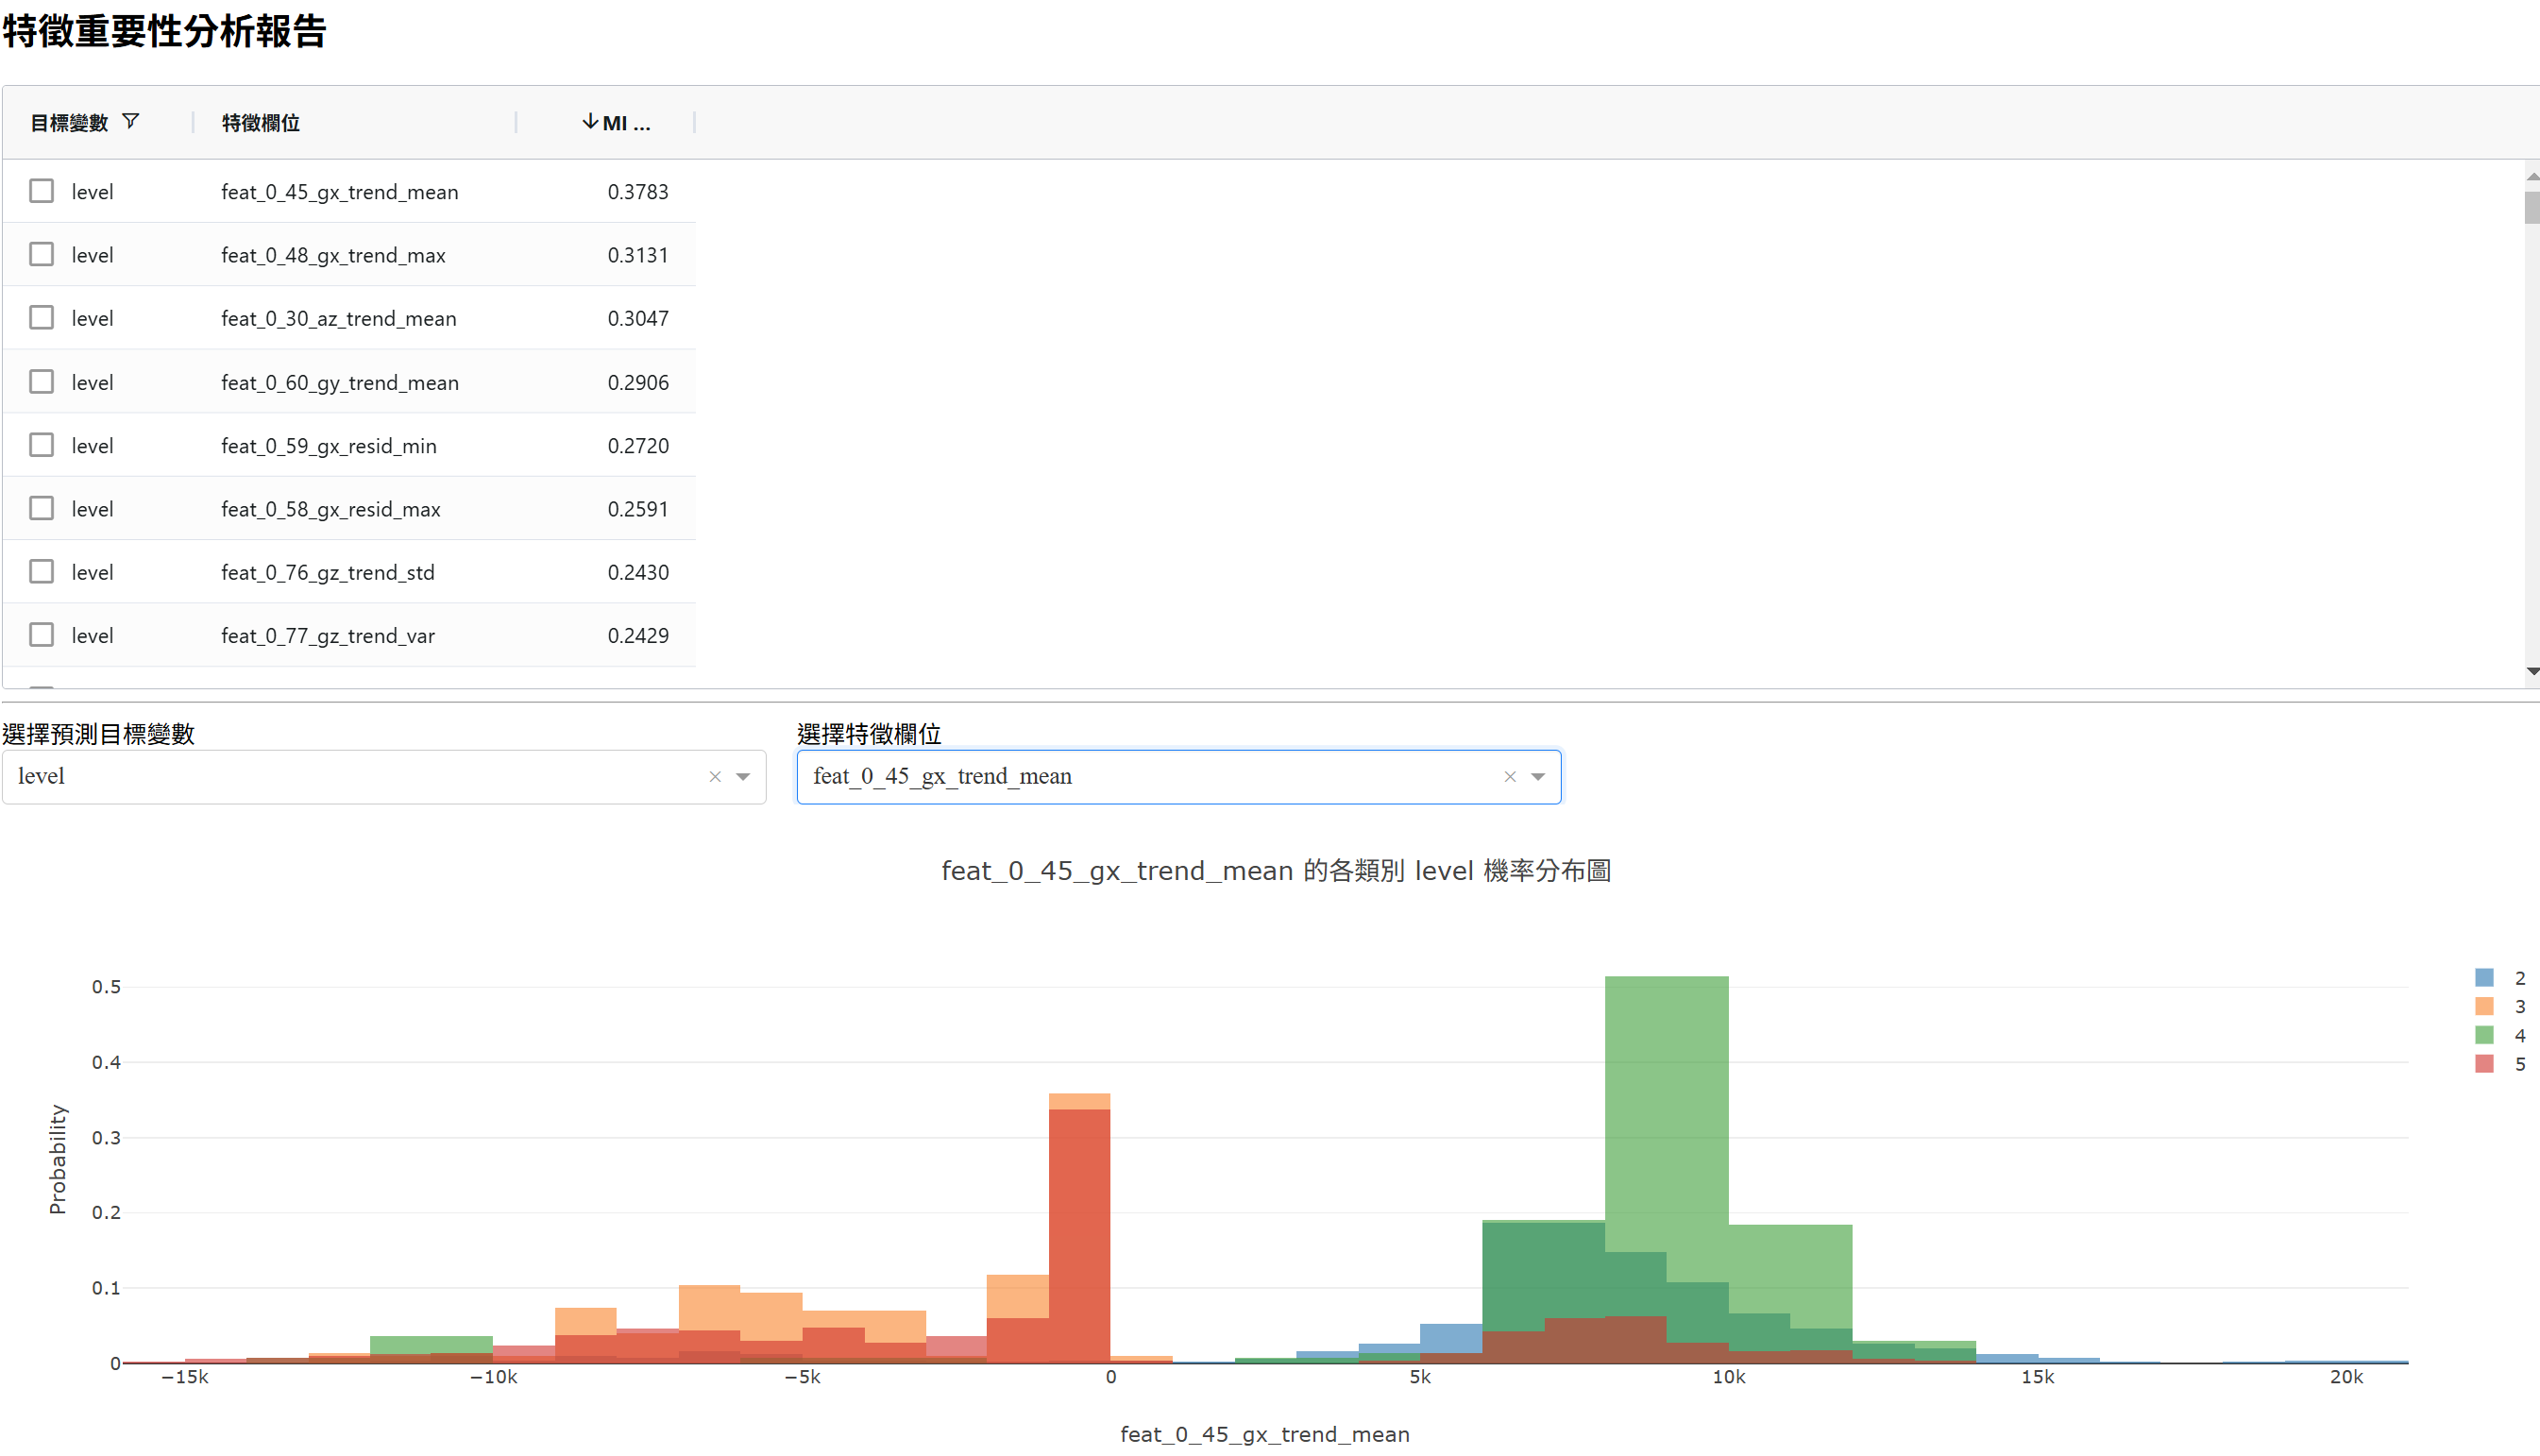 特徵重要性分析報告
目標變數 特徵欄位 MI ...
level feat_0_45_gx_trend_mean 0.3783
level feat_0_48_gx_trend_max 0.3131
level feat_0_30_az_trend_mean 0.3047
level feat_0_60_gy_trend_mean 0.2906
level feat_0_59_gx_resid_min 0.2720
level feat_0_58_gx_resid_max 0.2591
level feat_0_76_gz_trend_std 0.2430
level feat_0_77_gz_trend_var 0.2429
選擇預測目標變數 選擇特徵欄位
level × feat_0_45_gx_trend_mean ×
feat_0_45_gx_trend_mean 的各類別 level 機率分布圖
2
3
4
5
Probability
0.5
0.4
0.3
0.2
0.1
0
−15k −10k −5k 0 5k 10k 15k 20k
feat_0_45_gx_trend_mean